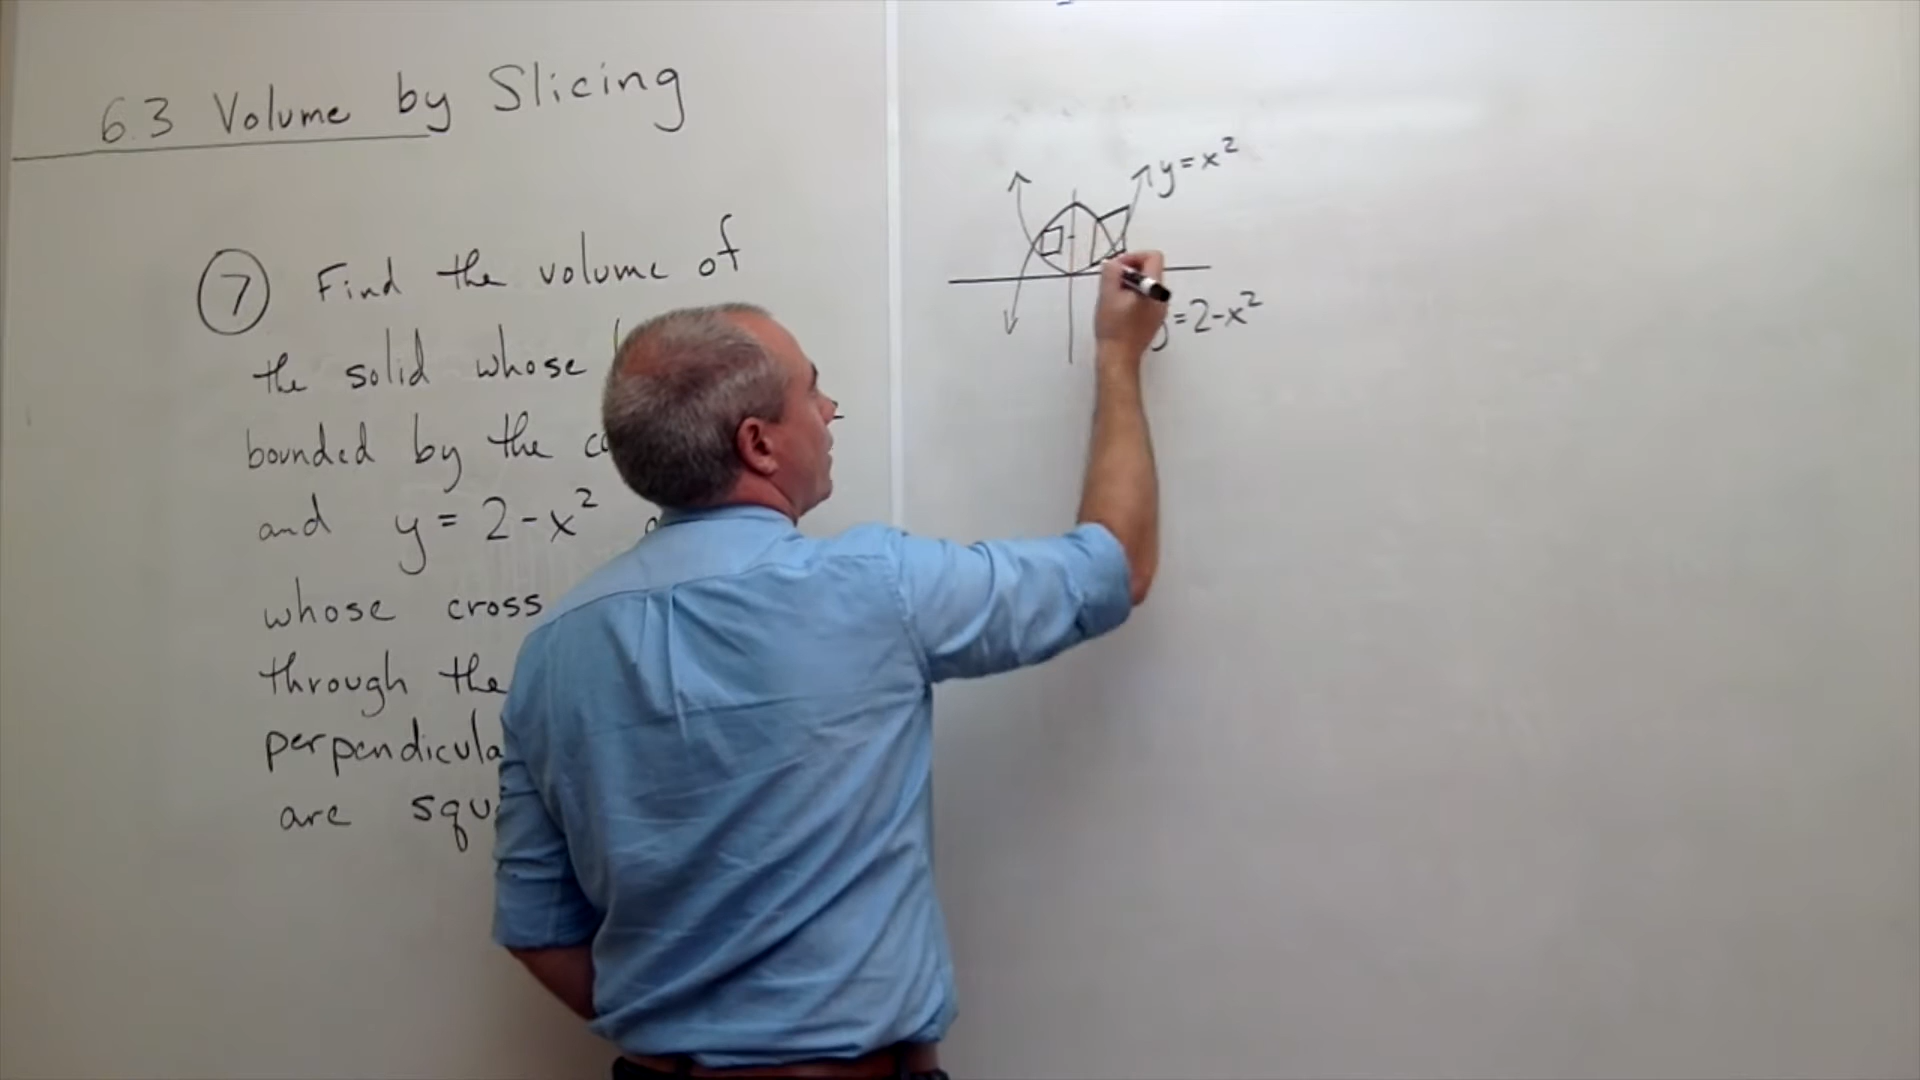 6.3 Volume by Slicing
⑦ Find the volume of
the solid whose
bounded by the
and y = 2-x²
whose cross
through the
perpendicula
are squ
y = x²
y = 2-x²